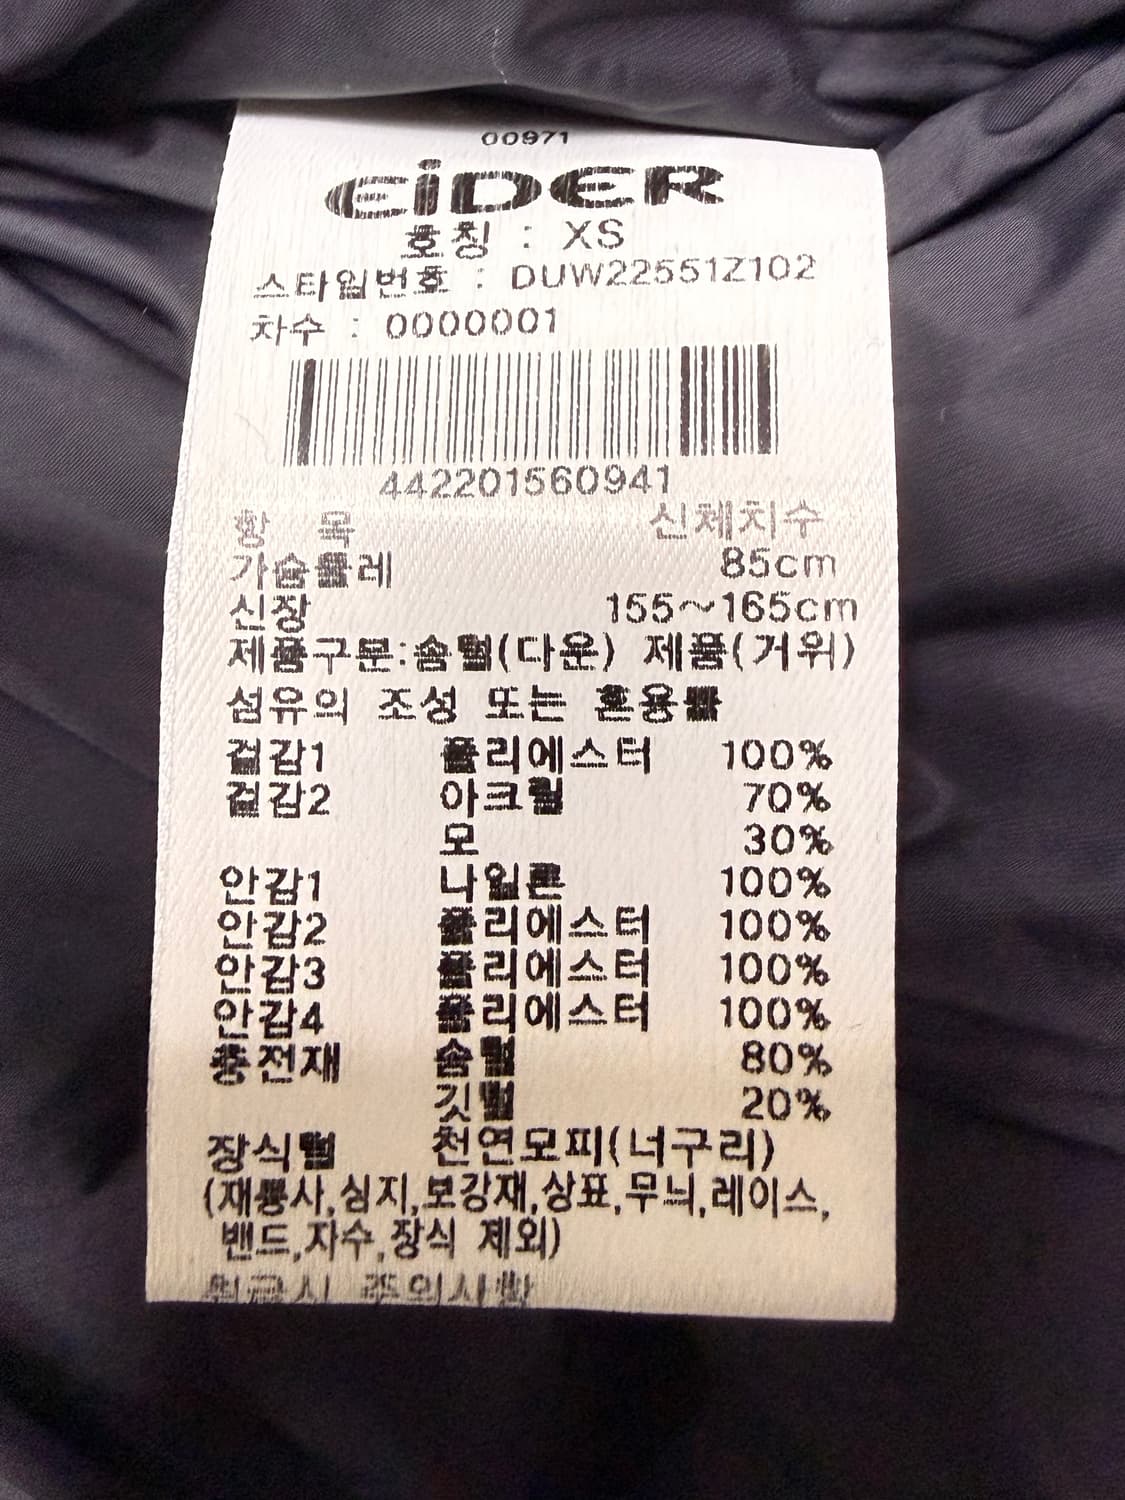 00971
EiDER
호칭 : XS
스타일번호 : DUW22551Z102
차수 : 0000001
442201560941
항 목 신체치수
가슴둘레 85cm
신장 155~165cm
제품구분:솜털(다운) 제품(거위)
섬유의 조성 또는 혼용률
겉감1 폴리에스터 100%
겉감2 아크릴 70%
모 30%
안감1 나일론 100%
안감2 폴리에스터 100%
안감3 폴리에스터 100%
안감4 폴리에스터 100%
충전재 솜털 80%
깃털 20%
장식털 천연모피(너구리)
(재봉사,심지,보강재,상표,무늬,레이스,
밴드,자수,장식 제외)
취급시 주의사항